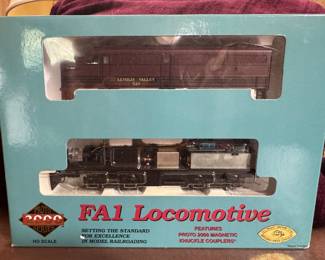 LEHIGH VALLEY
2000
HO SCALE
FA1 Locomotive
SETTING THE STANDARD
FOR EXCELLENCE
IN MODEL RAILROADING
FEATURES
PROTO 2000 MAGNETIC
KNUCKLE COUPLERS*